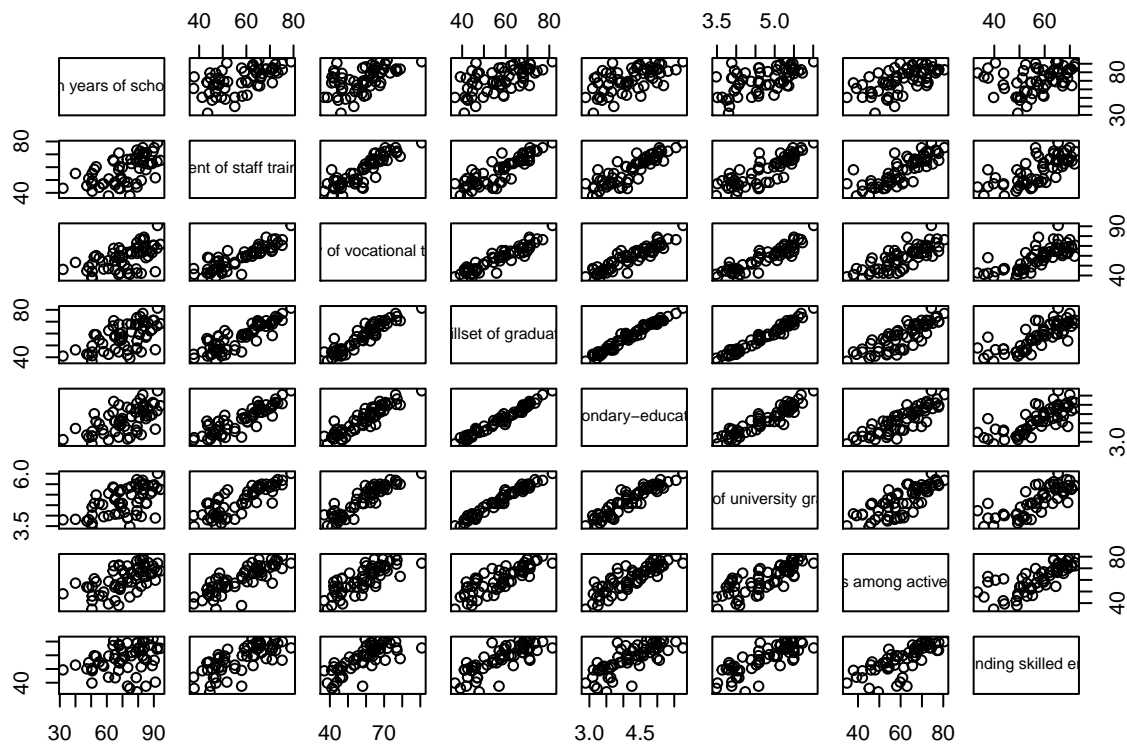 40 60 80 40 60 80 3.5 5.0 40 60
n years of scho 30 80
40 80 ent of staff train
of vocational t 40 90
40 80 illset of graduat
ondary−educat 3.0
3.5 6.0 of university gra
s among active 40 80
40 nding skilled e
30 60 90 40 70 3.0 4.5 40 60 80